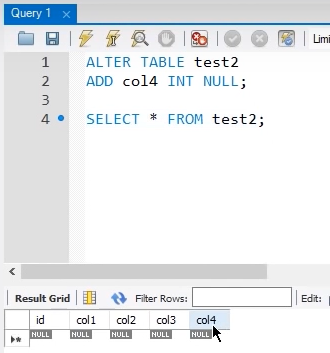 Query 1 ×
Limi
1 ALTER TABLE test2
2 ADD col4 INT NULL;
3
4 SELECT * FROM test2;
Result Grid Filter Rows: Edit:
id col1 col2 col3 col4
NULL NULL NULL NULL NULL